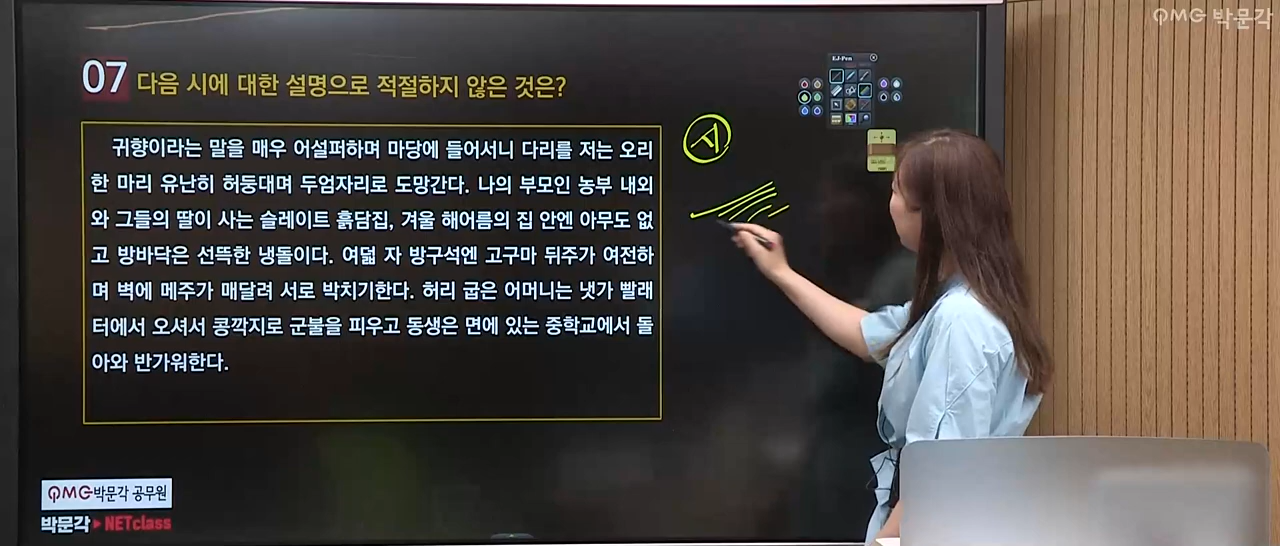 QMG 박문각
EJ-Pen
07 다음 시에 대한 설명으로 적절하지 않은 것은?
시
귀향이라는 말을 매우 어설퍼하며 마당에 들어서니 다리를 저는 오리
한 마리 유난히 허둥대며 두엄자리로 도망간다. 나의 부모인 농부 내외
와 그들의 딸이 사는 슬레이트 흙담집, 겨울 해어름의 집 안엔 아무도 없
고 방바닥은 선뜩한 냉돌이다. 여덟 자 방구석엔 고구마 뒤주가 여전하
며 벽에 메주가 매달려 서로 박치기한다. 허리 굽은 어머니는 냇가 빨래
터에서 오셔서 콩깍지로 군불을 피우고 동생은 면에 있는 중학교에서 돌
아와 반가워한다.
QMG박문각 공무원
박문각 NETclass